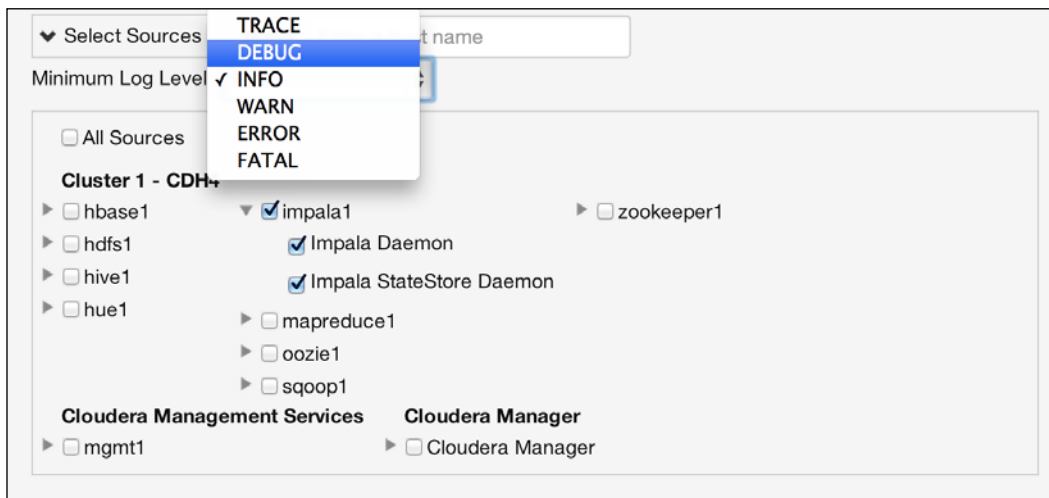 Select Sources
TRACE
DEBUG
t name
Minimum Log Level
✓ INFO
WARN
ERROR
FATAL
All Sources
Cluster 1 - CDH4
hbase1
hdfs1
hive1
hue1
impala1
Impala Daemon
Impala StateStore Daemon
mapreduce1
oozie1
sqoop1
zookeeper1
Cloudera Management Services
mgmt1
Cloudera Manager
Cloudera Manager